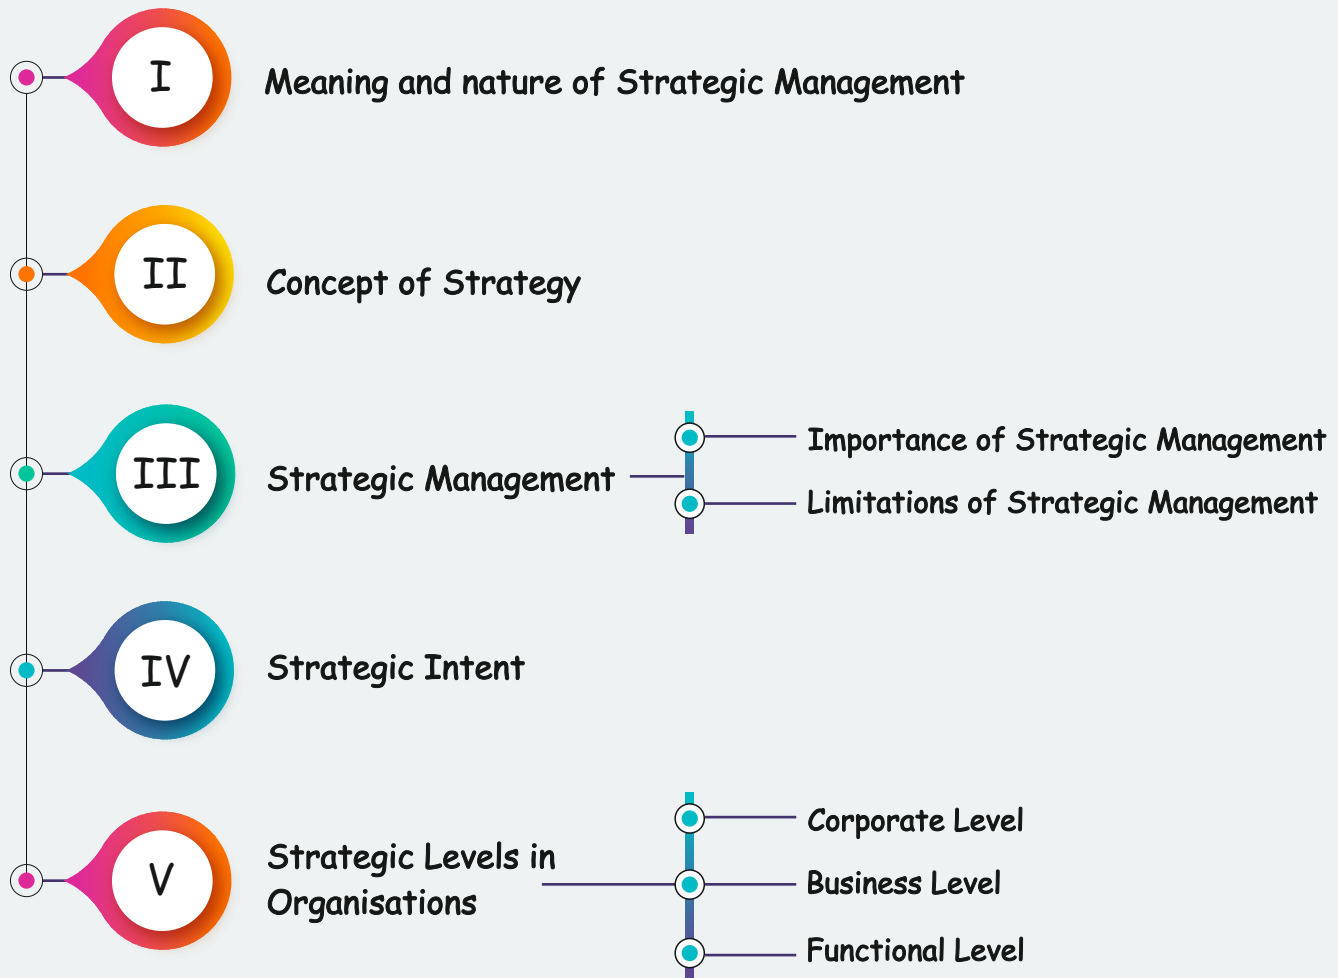 I
Meaning and nature of Strategic Management
II
Concept of Strategy
III
Strategic Management
Importance of Strategic Management
Limitations of Strategic Management
IV
Strategic Intent
V
Strategic Levels in
Organisations
Corporate Level
Business Level
Functional Level